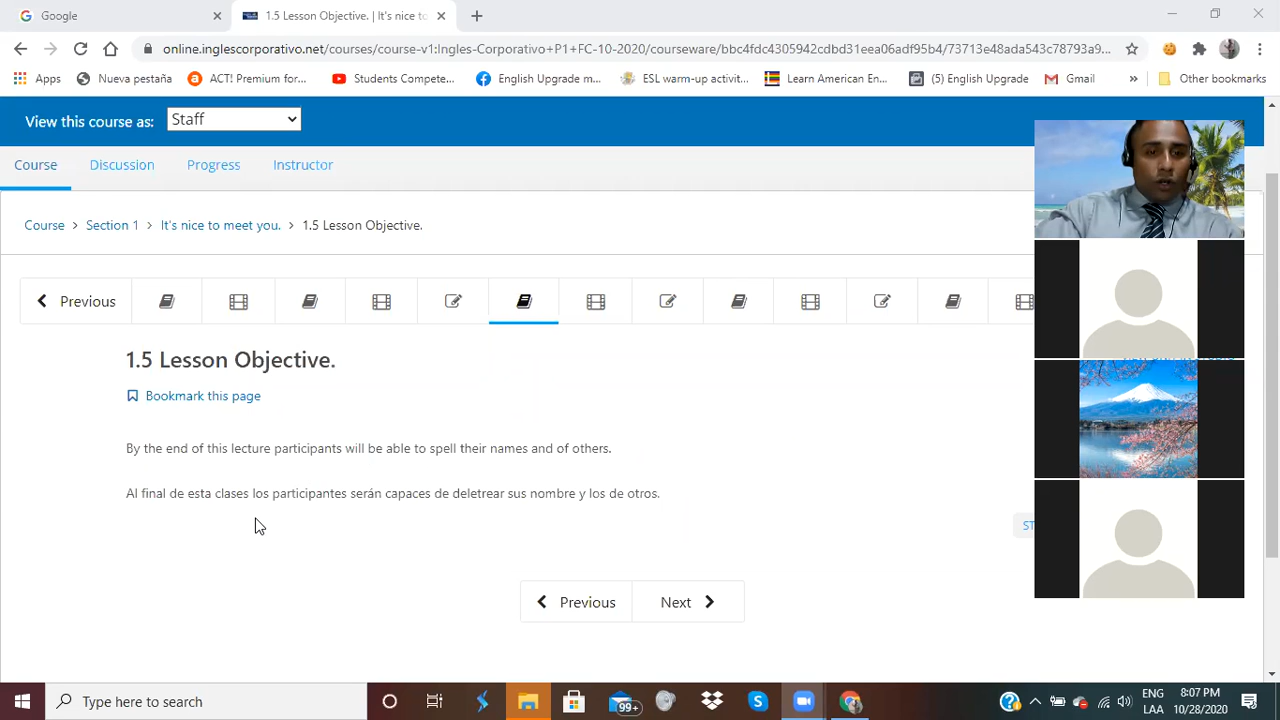 Google
1.5 Lesson Objective. | It's nice to
online.inglescorporativo.net/courses/course-v1:Ingles-Corporativo+P1+FC-10-2020/courseware/bbc4fdc4305942cdbd31eea06adf95b4/73713e48ada543c78793a9...
Apps
Nueva pestaña
ACT! Premium for...
Students Compete...
English Upgrade m...
ESL warm-up activit...
Learn American En...
(5) English Upgrade
Gmail
»
Other bookmarks
View this course as:
Staff
Course
Discussion
Progress
Instructor
Course > Section 1 > It's nice to meet you. > 1.5 Lesson Objective.
Previous
1.5 Lesson Objective.
Bookmark this page
By the end of this lecture participants will be able to spell their names and of others.
Al final de esta clases los participantes serán capaces de deletrear sus nombre y los de otros.
ST
Previous
Next
Type here to search
99+
ENG
LAA
8:07 PM
10/28/2020